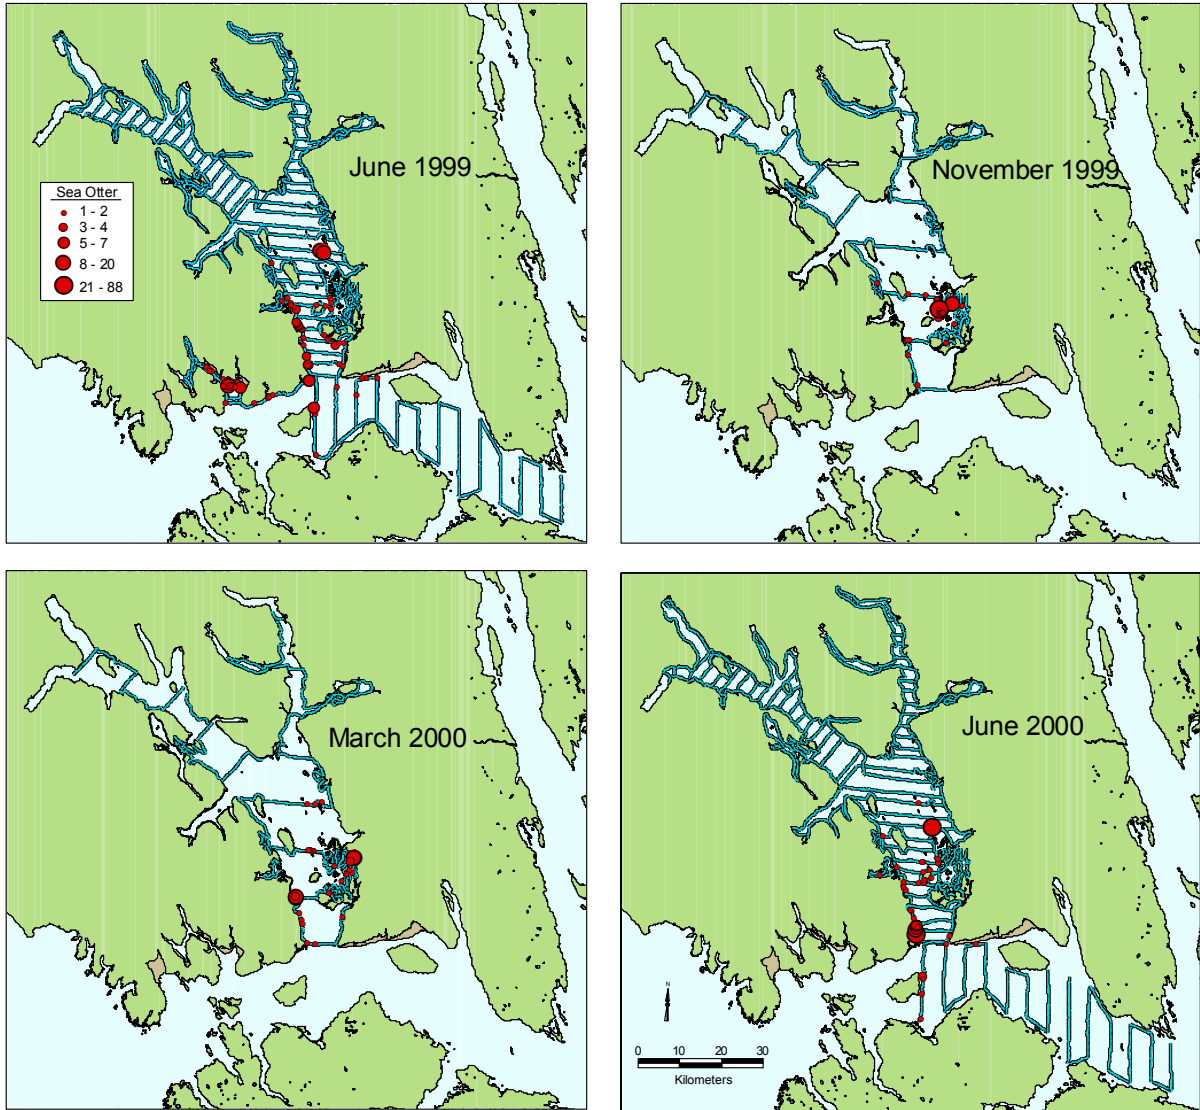 June 1999
November 1999
Sea Otter
1 - 2
3 - 4
5 - 7
8 - 20
21 - 88
March 2000
June 2000
N
0 10 20 30
Kilometers